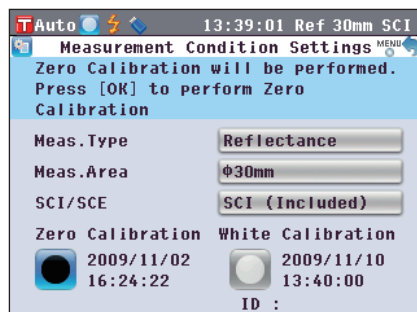 TAuto 13:39:01 Ref 30mm SCI
Measurement Condition Settings MENU
Zero Calibration will be performed.
Press [OK] to perform Zero
Calibration
Meas.Type Reflectance
Meas.Area Φ30mm
SCI/SCE SCI (Included)
Zero Calibration White Calibration
2009/11/02 2009/11/10
16:24:22 13:40:00
ID :